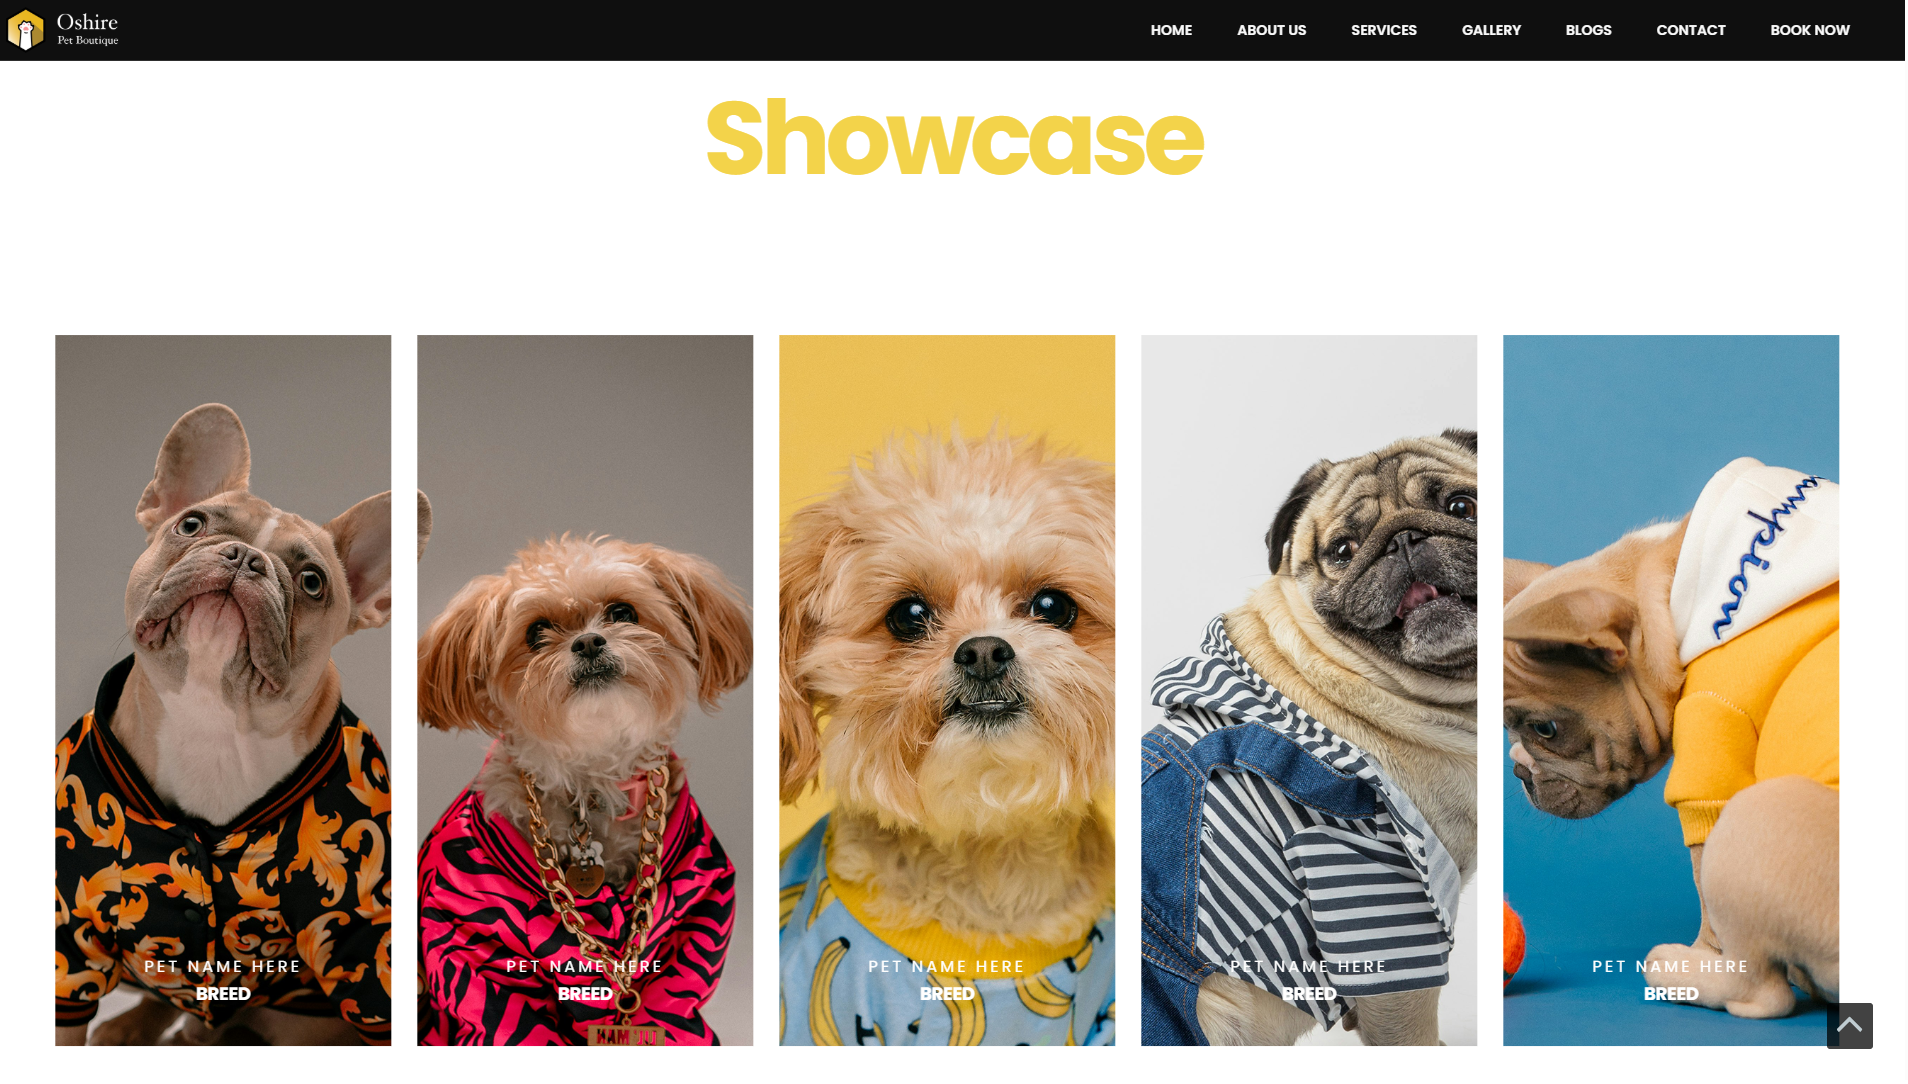 Oshire
Pet Boutique
HOME ABOUT US SERVICES GALLERY BLOGS CONTACT BOOK NOW
Showcase
PET NAME HERE
BREED
PET NAME HERE
BREED
PET NAME HERE
BREED
PET NAME HERE
BREED
PET NAME HERE
BREED